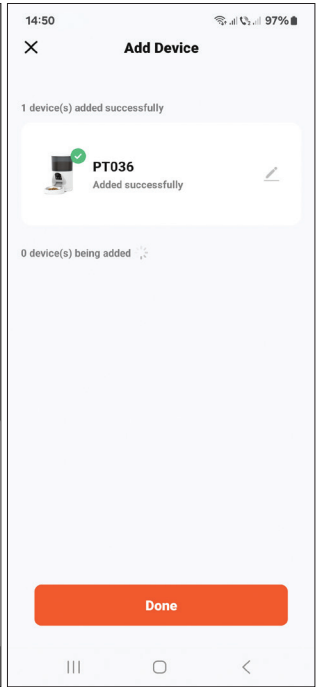 14:50 97%
Add Device
1 device(s) added successfully
PT036
Added successfully
0 device(s) being added
Done